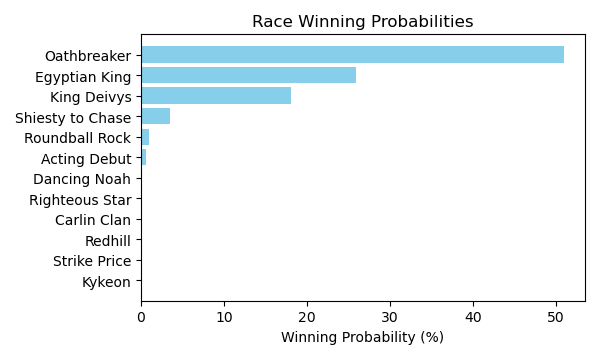 Race Winning Probabilities
Oathbreaker
Egyptian King
King Deivys
Shiesty to Chase
Roundball Rock
Acting Debut
Dancing Noah
Righteous Star
Carlin Clan
Redhill
Strike Price
Kykeon
0 10 20 30 40 50
Winning Probability (%)